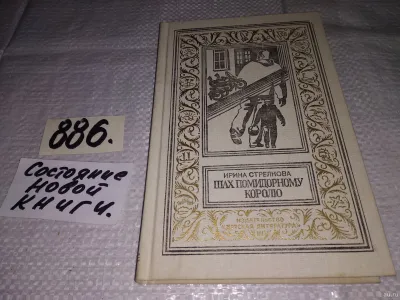 886.
Состояние
Новой
книги.
ИРИНА СТРЕЛКОВА
ШАХ ПОМИДОРНОМУ
КОРОЛЮ
ИЗДАТЕЛЬСТВО
"ДЕТСКАЯ ЛИТЕРАТУРА"